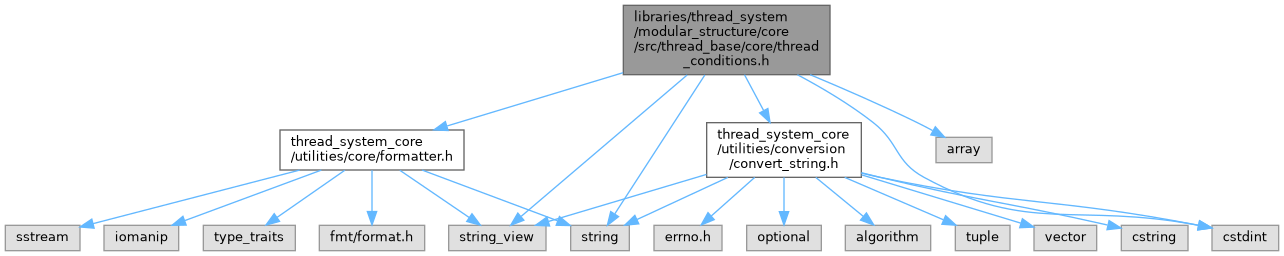 libraries/thread_system
/modular_structure/core
/src/thread_base/core/thread
_conditions.h
thread_system_core
/utilities/core/formatter.h
thread_system_core
/utilities/conversion
/convert_string.h
array
sstream
iomanip
type_traits
fmt/format.h
string_view
string
errno.h
optional
algorithm
tuple
vector
cstring
cstdint